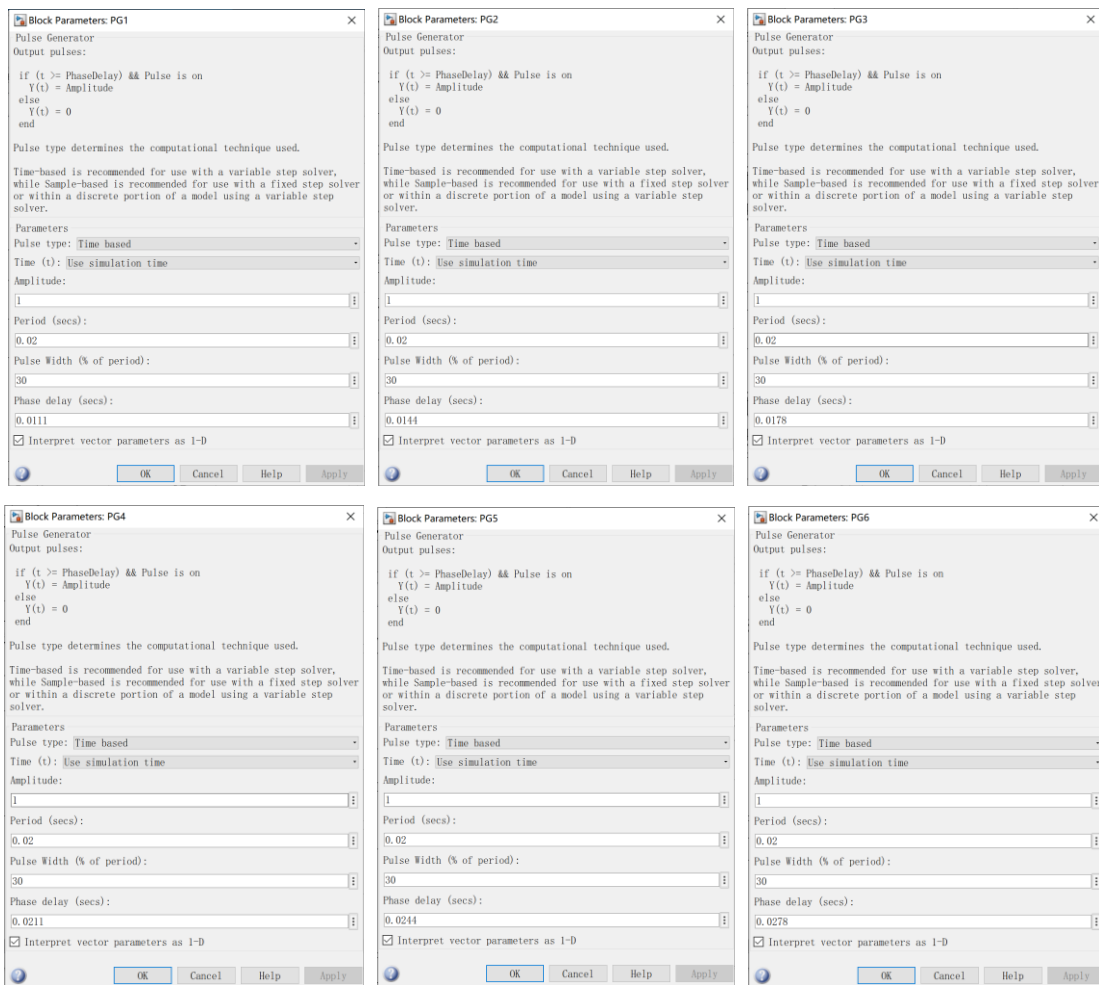 Block Parameters: PG1
Pulse Generator
Output pulses:
if (t >= PhaseDelay) && Pulse is on
Y(t) = Amplitude
else
Y(t) = 0
end
Pulse type determines the computational technique used.
Time-based is recommended for use with a variable step solver,
while Sample-based is recommended for use with a fixed step solver
or within a discrete portion of a model using a variable step
solver.
Parameters
Pulse type: Time based
Time (t): Use simulation time
Amplitude:
1
Period (secs):
0.02
Pulse Width (% of period):
30
Phase delay (secs):
0.0111
Interpret vector parameters as 1-D
OK Cancel Help Apply
Block Parameters: PG2
Pulse Generator
Output pulses:
if (t >= PhaseDelay) && Pulse is on
Y(t) = Amplitude
else
Y(t) = 0
end
Pulse type determines the computational technique used.
Time-based is recommended for use with a variable step solver,
while Sample-based is recommended for use with a fixed step solver
or within a discrete portion of a model using a variable step
solver.
Parameters
Pulse type: Time based
Time (t): Use simulation time
Amplitude:
1
Period (secs):
0.02
Pulse Width (% of period):
30
Phase delay (secs):
0.0144
Interpret vector parameters as 1-D
OK Cancel Help Apply
Block Parameters: PG3
Pulse Generator
Output pulses:
if (t >= PhaseDelay) && Pulse is on
Y(t) = Amplitude
else
Y(t) = 0
end
Pulse type determines the computational technique used.
Time-based is recommended for use with a variable step solver,
while Sample-based is recommended for use with a fixed step solver
or within a discrete portion of a model using a variable step
solver.
Parameters
Pulse type: Time based
Time (t): Use simulation time
Amplitude:
1
Period (secs):
0.02
Pulse Width (% of period):
30
Phase delay (secs):
0.0178
Interpret vector parameters as 1-D
OK Cancel Help Apply
Block Parameters: PG4
Pulse Generator
Output pulses:
if (t >= PhaseDelay) && Pulse is on
Y(t) = Amplitude
else
Y(t) = 0
end
Pulse type determines the computational technique used.
Time-based is recommended for use with a variable step solver,
while Sample-based is recommended for use with a fixed step solver
or within a discrete portion of a model using a variable step
solver.
Parameters
Pulse type: Time based
Time (t): Use simulation time
Amplitude:
1
Period (secs):
0.02
Pulse Width (% of period):
30
Phase delay (secs):
0.0211
Interpret vector parameters as 1-D
OK Cancel Help Apply
Block Parameters: PG5
Pulse Generator
Output pulses:
if (t >= PhaseDelay) && Pulse is on
Y(t) = Amplitude
else
Y(t) = 0
end
Pulse type determines the computational technique used.
Time-based is recommended for use with a variable step solver,
while Sample-based is recommended for use with a fixed step solver
or within a discrete portion of a model using a variable step
solver.
Parameters
Pulse type: Time based
Time (t): Use simulation time
Amplitude:
1
Period (secs):
0.02
Pulse Width (% of period):
30
Phase delay (secs):
0.0244
Interpret vector parameters as 1-D
OK Cancel Help Apply
Block Parameters: PG6
Pulse Generator
Output pulses:
if (t >= PhaseDelay) && Pulse is on
Y(t) = Amplitude
else
Y(t) = 0
end
Pulse type determines the computational technique used.
Time-based is recommended for use with a variable step solver,
while Sample-based is recommended for use with a fixed step solver
or within a discrete portion of a model using a variable step
solver.
Parameters
Pulse type: Time based
Time (t): Use simulation time
Amplitude:
1
Period (secs):
0.02
Pulse Width (% of period):
30
Phase delay (secs):
0.0278
Interpret vector parameters as 1-D
OK Cancel Help Apply